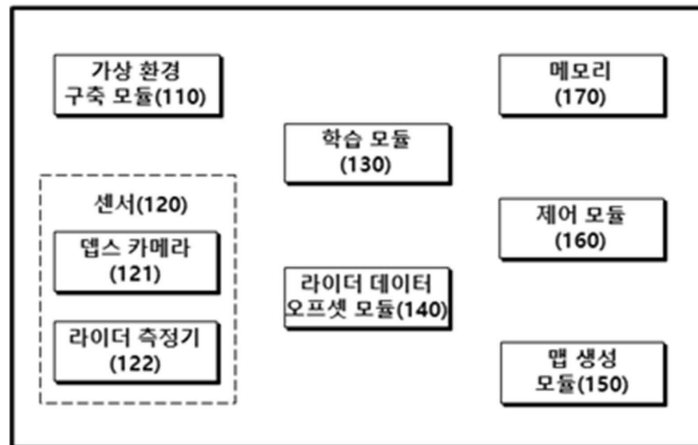 가상 환경
구축 모듈(110)
센서(120)
뎁스 카메라
(121)
라이더 측정기
(122)
학습 모듈
(130)
라이더 데이터
오프셋 모듈(140)
메모리
(170)
제어 모듈
(160)
맵 생성
모듈(150)